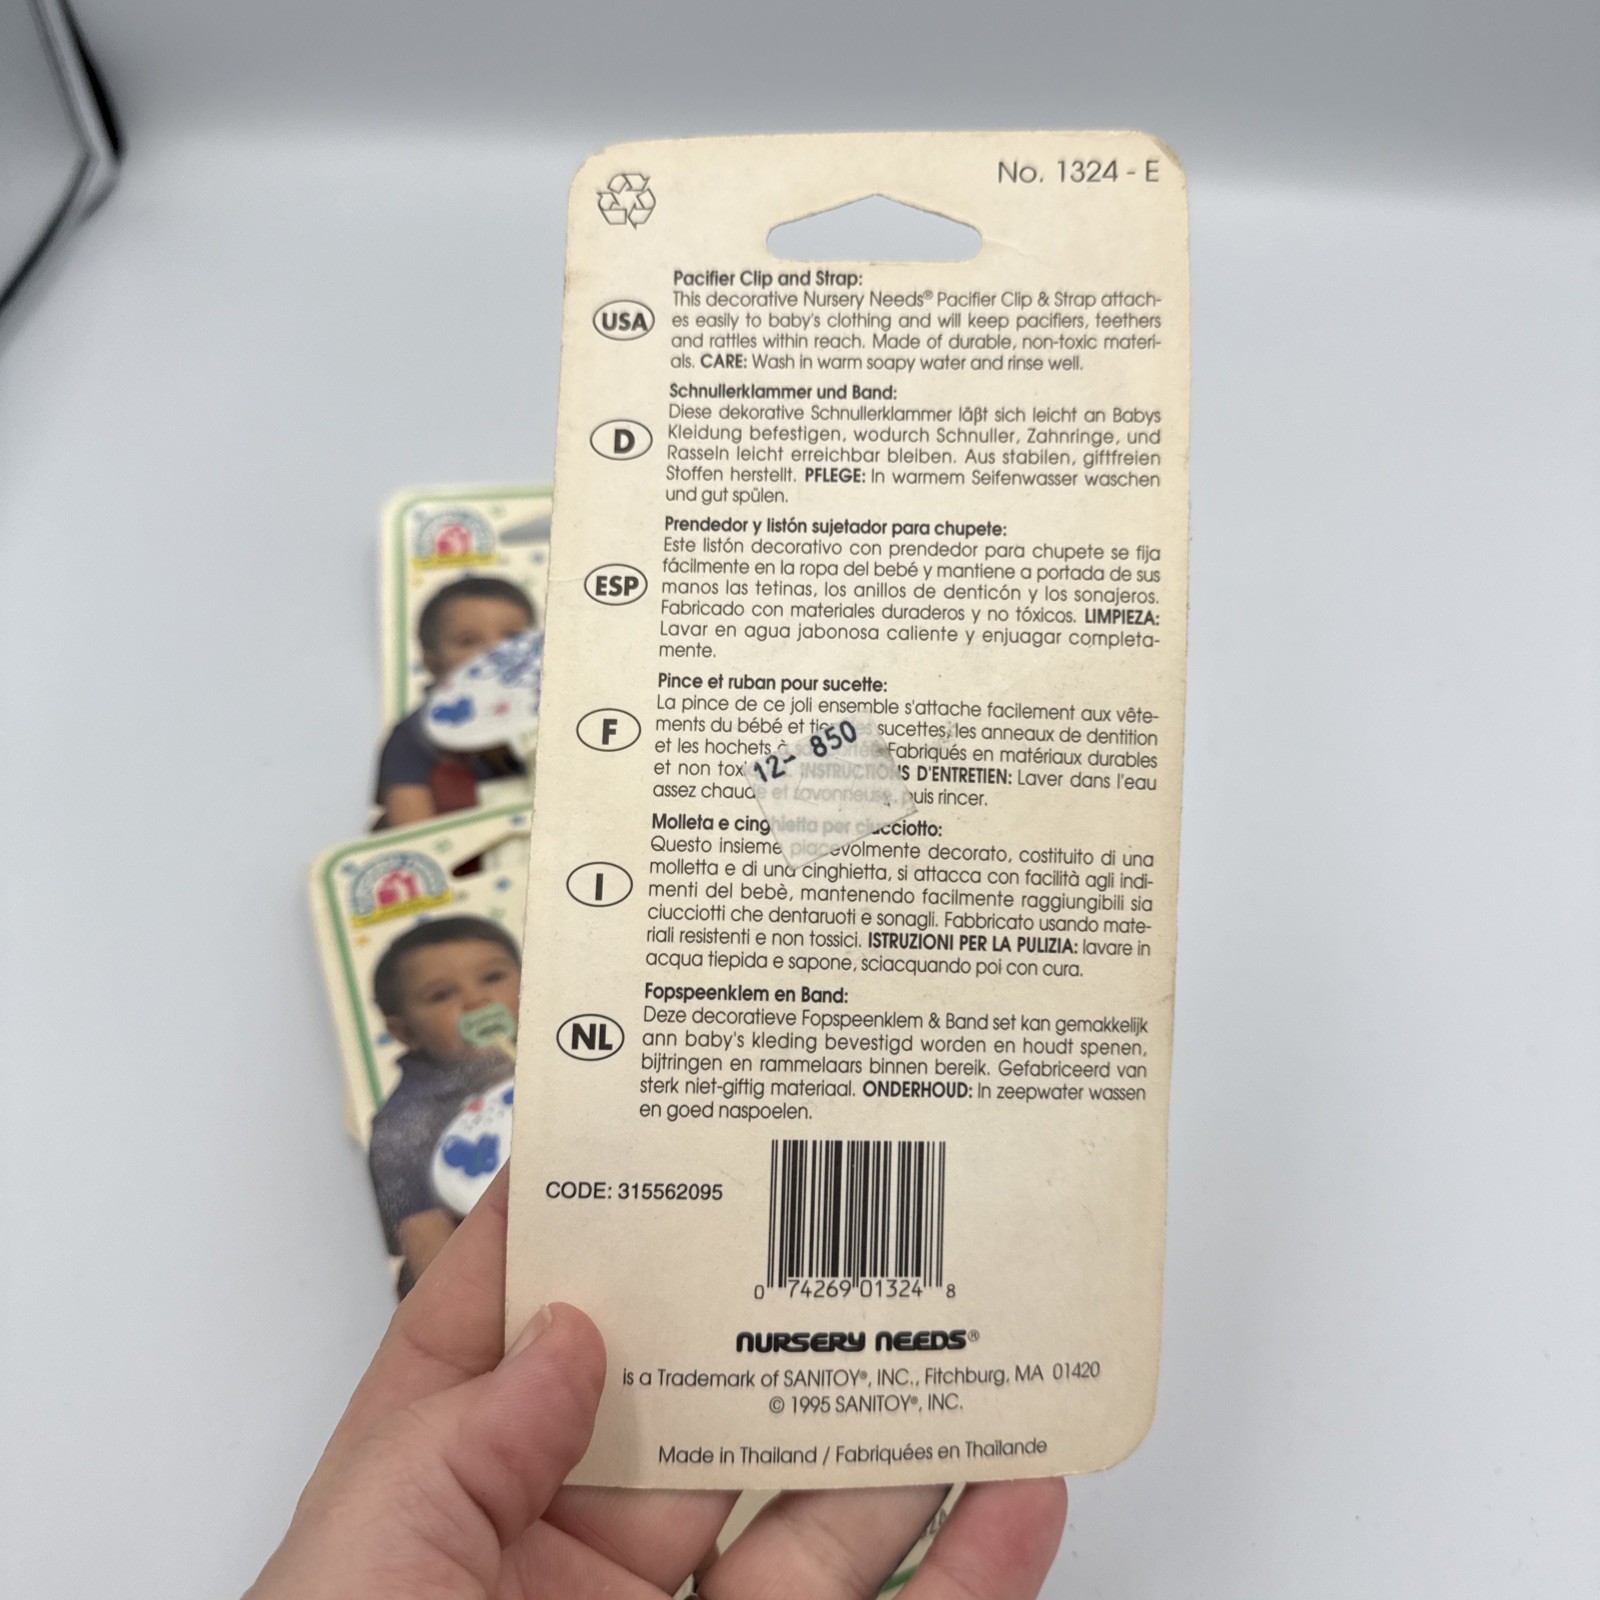 No. 1324 - E
Pacifier Clip and Strap:
USA
This decorative Nursery Needs® Pacifier Clip & Strap attach-
es easily to baby's clothing and will keep pacifiers, teethers
and rattles within reach. Made of durable, non-toxic materi-
als. CARE: Wash in warm soapy water and rinse well.
Schnullerklammer und Band:
D
Diese dekorative Schnullerklammer läßt sich leicht an Babys
Kleidung befestigen, wodurch Schnuller, Zahnringe, und
Rasseln leicht erreichbar bleiben. Aus stabilen, giftfreien
Stoffen herstellt. PFLEGE: In warmem Seifenwasser waschen
und gut spülen.
Prendedor y listón sujetador para chupete:
ESP
Este listón decorativo con prendedor para chupete se fija
fácilmente en la ropa del bebé y mantiene a portada de sus
manos las tetinas, los anillos de denticón y los sonajeros.
Fabricado con materiales duraderos y no tóxicos. LIMPIEZA:
Lavar en agua jabonosa caliente y enjuagar completa-
mente.
Pince et ruban pour sucette:
F
La pince de ce joli ensemble s'attache facilement aux vête-
ments du bébé et sucettes, les anneaux de dentition
et les hochets à Fabriqués en matériaux durables
et non INSTRUCTIONS D'ENTRETIEN: Laver dans l'eau
assez chaude et savonneuse, puis rincer.
12- 850
Molleta e cinghietta per ciucciotto:
I
Questo insieme piacevolmente decorato, costituito di una
molletta e di una cinghietta, si attacca con facilità agli indi-
menti del bebè, mantenendo facilmente raggiungibili sia
ciucciotti che dentaruoti e sonagli. Fabbricato usando mate-
riali resistenti e non tossici. ISTRUZIONI PER LA PULIZIA: lavare in
acqua tiepida e sapone, sciacquando poi con cura.
Fopspeenklem en Band:
NL
Deze decoratieve Fopspeenklem & Band set kan gemakkelijk
ann baby's kleding bevestigd worden en houdt spenen,
bijtringen en rammelaars binnen bereik. Gefabriceerd van
sterk niet-giftig materiaal. ONDERHOUD: In zeepwater wassen
en goed naspoelen.
CODE: 315562095
0 74269 01324 8
NURSERY NEEDS®
is a Trademark of SANITOY®, INC., Fitchburg, MA 01420
© 1995 SANITOY®, INC.
Made in Thailand / Fabriquées en Thaïlande